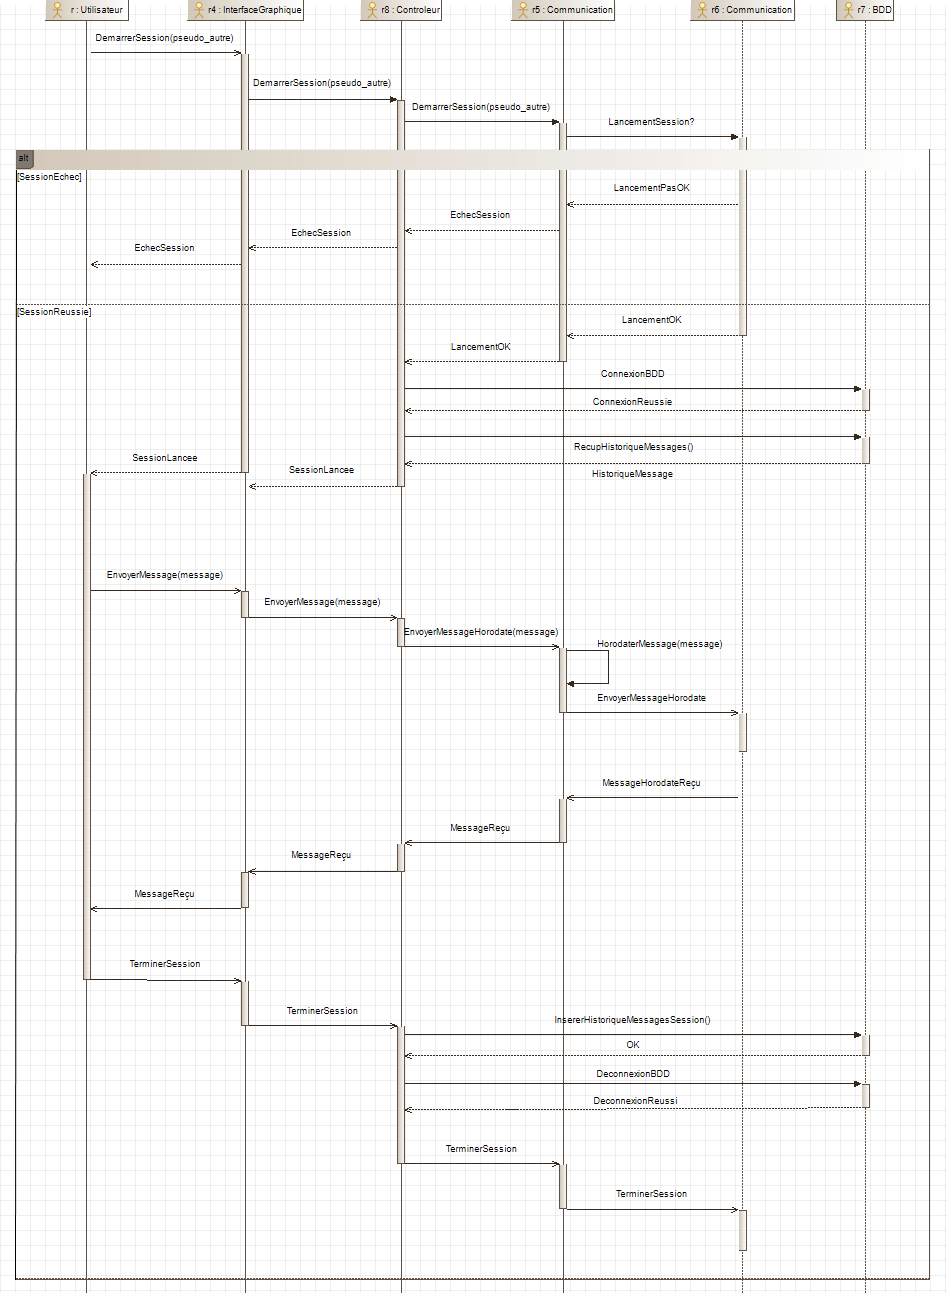 r : Utilisateur
r4 : InterfaceGraphique
r8 : Controleur
r5 : Communication
r6 : Communication
r7 : BDD
DemarrerSession(pseudo_autre)
DemarrerSession(pseudo_autre)
DemarrerSession(pseudo_autre)
LancementSession?
alt
[SessionEchec]
LancementPasOK
EchecSession
EchecSession
EchecSession
[SessionReussie]
LancementOK
LancementOK
ConnexionBDD
ConnexionReussie
RecupHistoriqueMessages()
SessionLancee
SessionLancee
HistoriqueMessage
EnvoyerMessage(message)
EnvoyerMessage(message)
EnvoyerMessageHorodate(message)
HorodaterMessage(message)
EnvoyerMessageHorodate
MessageHorodateReçu
MessageReçu
MessageReçu
MessageReçu
TerminerSession
TerminerSession
InsererHistoriqueMessagesSession()
OK
DeconnexionBDD
DeconnexionReussi
TerminerSession
TerminerSession